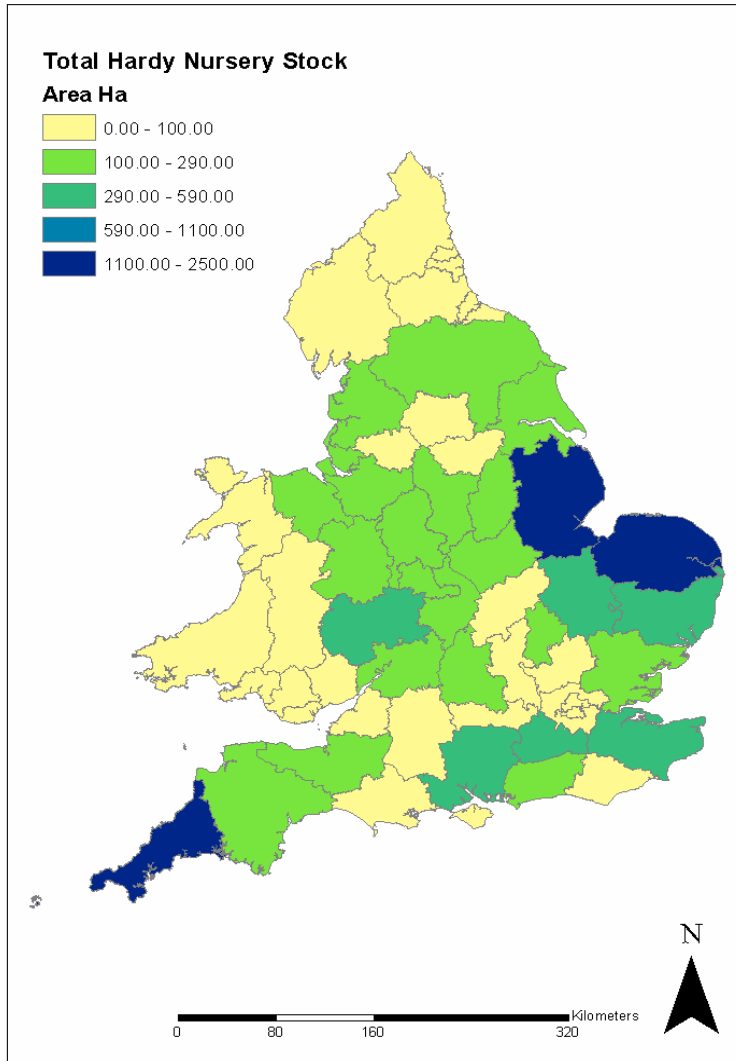 Total Hardy Nursery Stock
Area Ha
0.00 - 100.00
100.00 - 290.00
290.00 - 590.00
590.00 - 1100.00
1100.00 - 2500.00
N
Kilometers
0 80 160 320